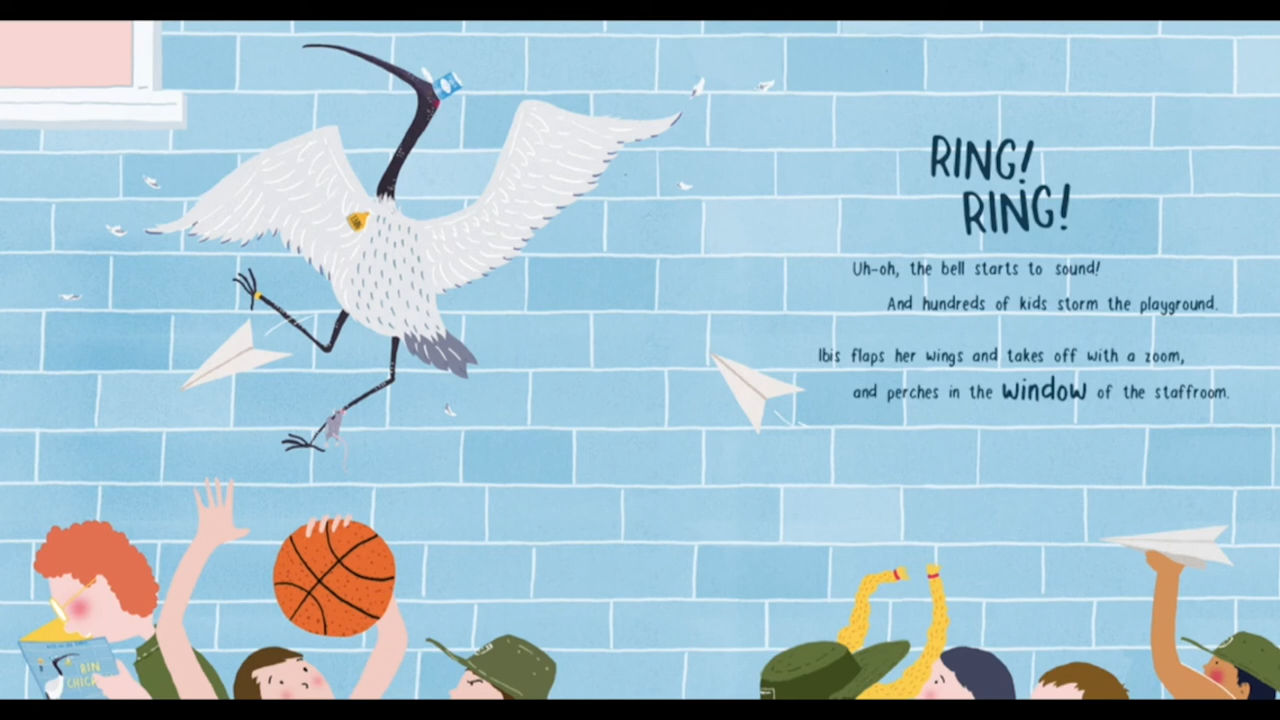 RING!
RING!
Uh-oh, the bell starts to sound!
And hundreds of kids storm the playground.
Ibis flaps her wings and takes off with a zoom,
and perches in the window of the staffroom.
BIN
CHICK